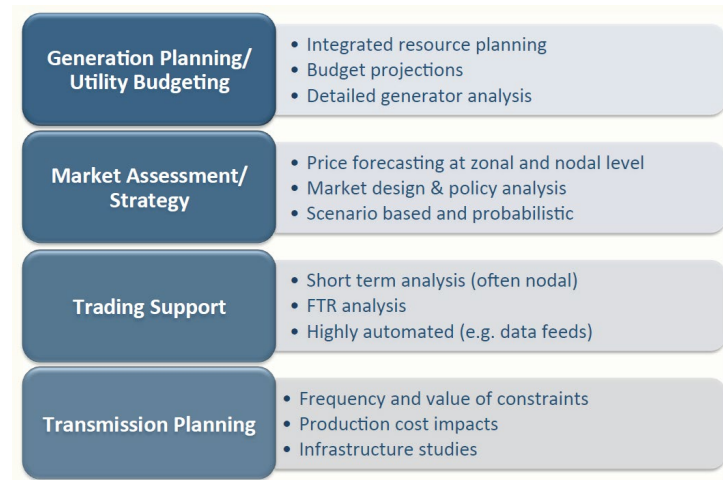 Generation Planning/
Utility Budgeting
• Integrated resource planning
• Budget projections
• Detailed generator analysis
Market Assessment/
Strategy
• Price forecasting at zonal and nodal level
• Market design & policy analysis
• Scenario based and probabilistic
Trading Support
• Short term analysis (often nodal)
• FTR analysis
• Highly automated (e.g. data feeds)
Transmission Planning
• Frequency and value of constraints
• Production cost impacts
• Infrastructure studies